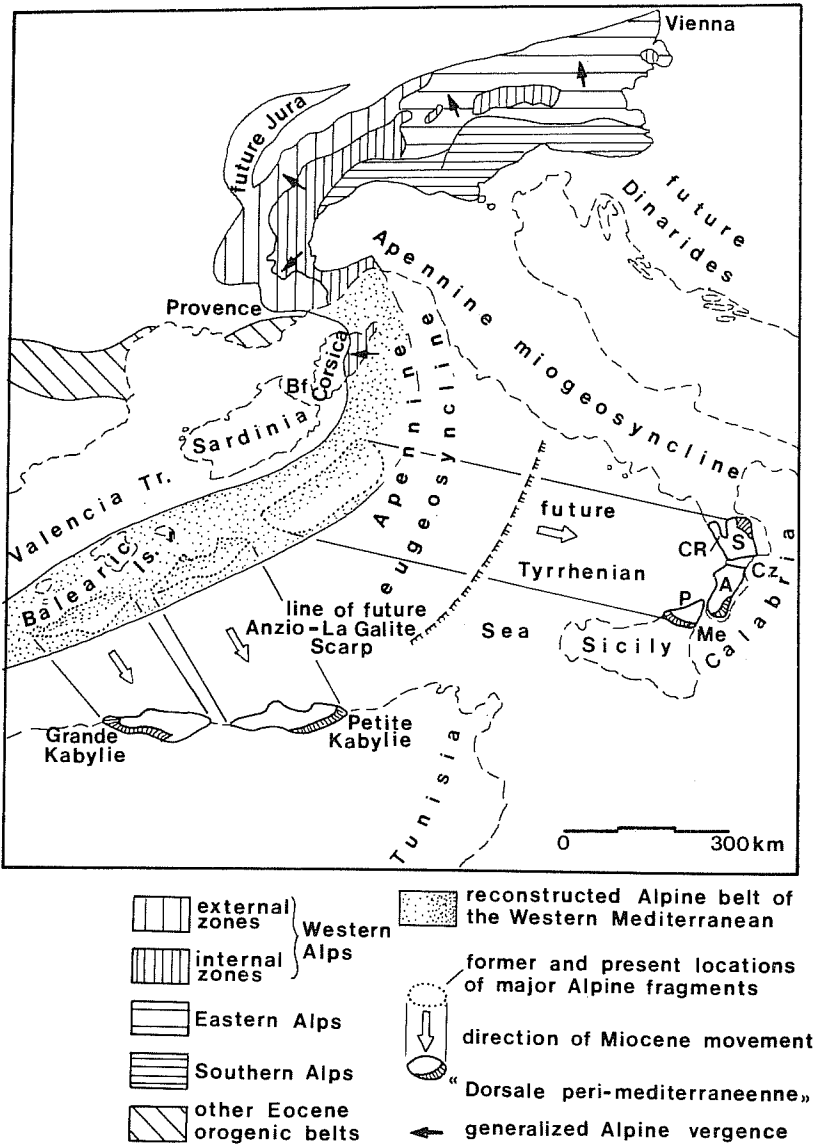 Vienna
future Jura
future
Dinarides
Provence
Apennine miogeosyncline
Corsica
Bf
Sardinia
Apennine
eugeosyncline
Valencia Tr.
Balearic
Is.
future
Tyrrhenian
Sea
CR
S
Cz
A
P
Me
Calabria
Sicily
line of future
Anzio-La Galite
Scarp
Grande
Kabylie
Petite
Kabylie
Tunisia
0 300km
external
zones
internal
zones
Western
Alps
Eastern Alps
Southern Alps
other Eocene
orogenic belts
reconstructed Alpine belt of
the Western Mediterranean
former and present locations
of major Alpine fragments
direction of Miocene movement
“Dorsale peri-mediterraneenne„
generalized Alpine vergence